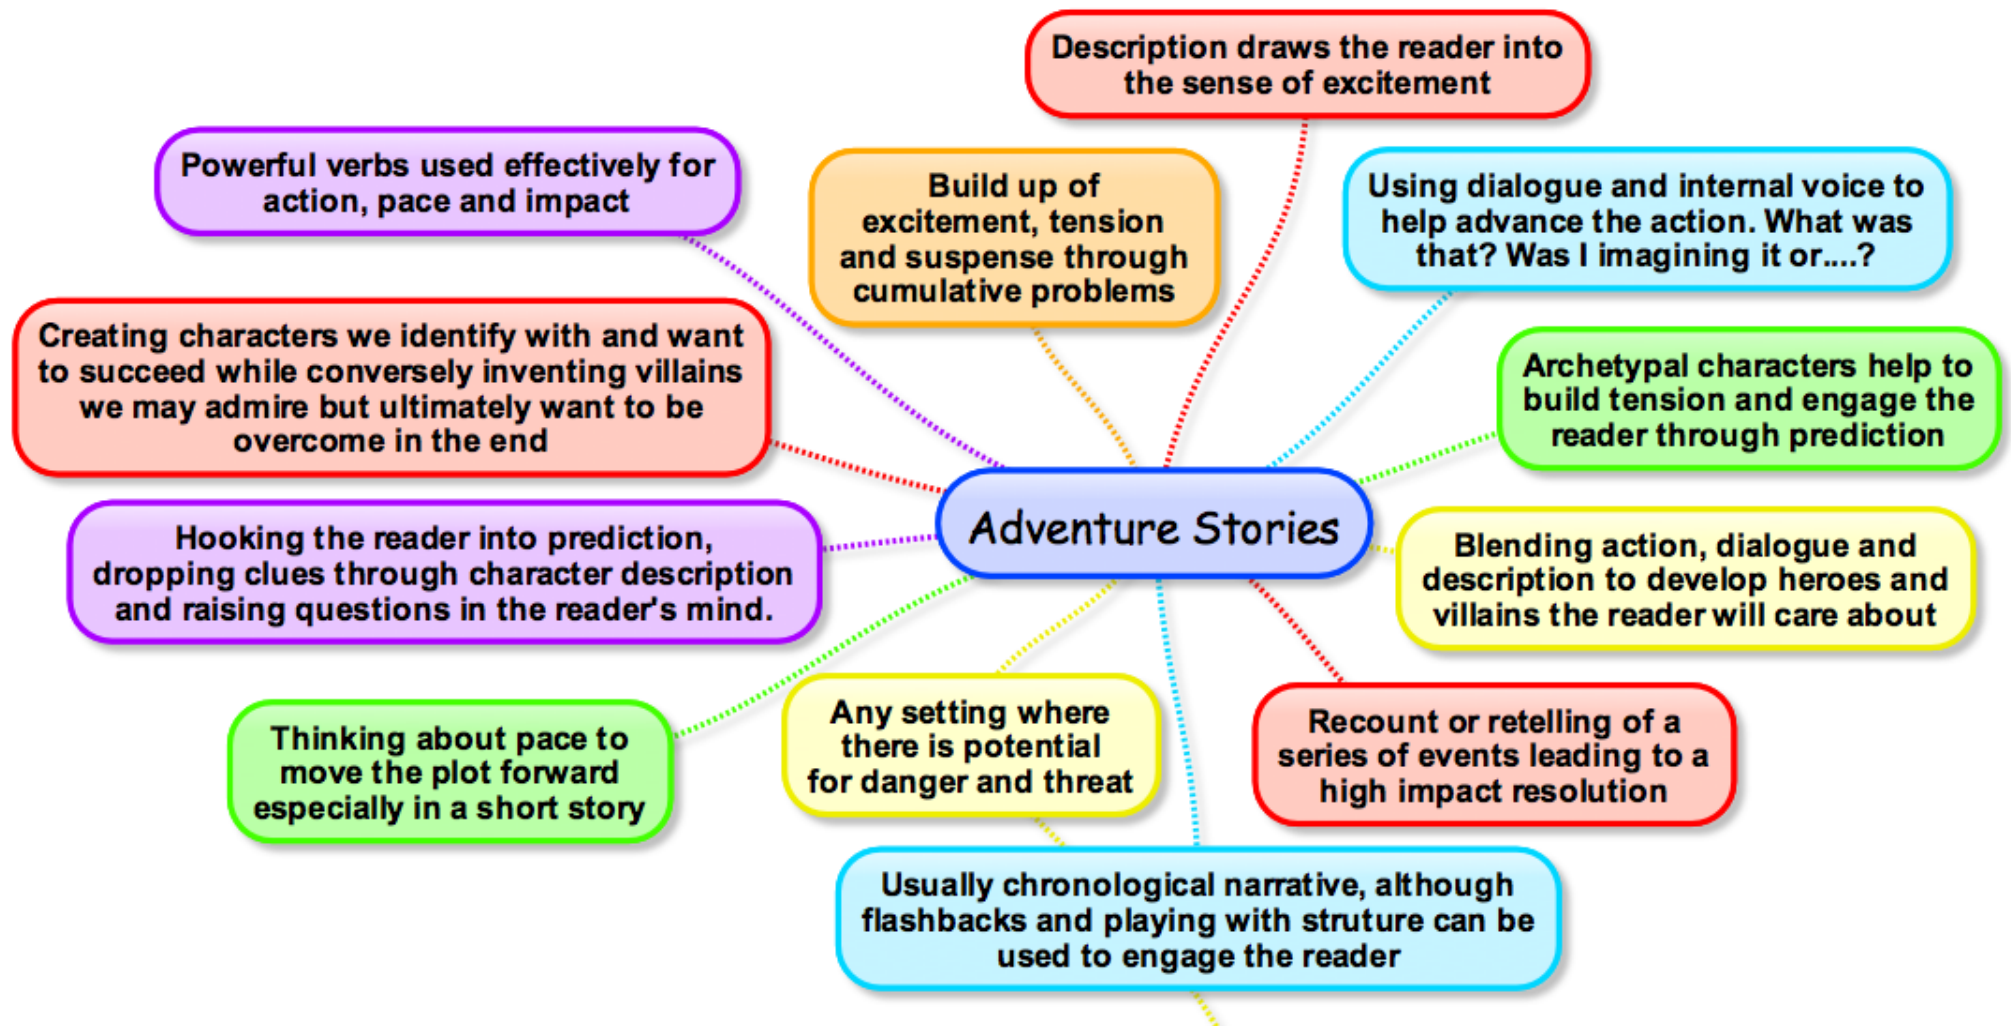 Description draws the reader into
the sense of excitement
Powerful verbs used effectively for
action, pace and impact
Build up of
excitement, tension
and suspense through
cumulative problems
Using dialogue and internal voice to
help advance the action. What was
that? Was I imagining it or....?
Creating characters we identify with and want
to succeed while conversely inventing villains
we may admire but ultimately want to be
overcome in the end
Archetypal characters help to
build tension and engage the
reader through prediction
Adventure Stories
Hooking the reader into prediction,
dropping clues through character description
and raising questions in the reader's mind.
Blending action, dialogue and
description to develop heroes and
villains the reader will care about
Thinking about pace to
move the plot forward
especially in a short story
Any setting where
there is potential
for danger and threat
Recount or retelling of a
series of events leading to a
high impact resolution
Usually chronological narrative, although
flashbacks and playing with struture can be
used to engage the reader